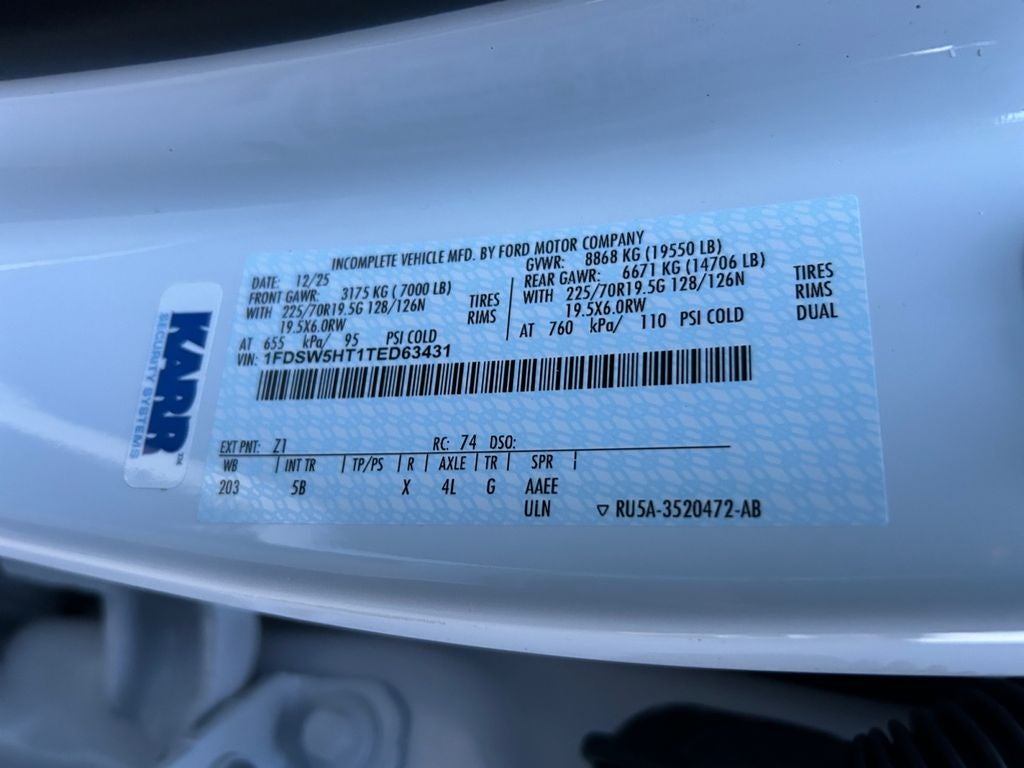 INCOMPLETE VEHICLE MFD. BY FORD MOTOR COMPANY
DATE: 12/25 GVWR: 8868 KG (19550 LB)
FRONT GAWR: 3175 KG ( 7000 LB) REAR GAWR: 6671 KG (14706 LB)
WITH 225/70R19.5G 128/126N TIRES WITH 225/70R19.5G 128/126N TIRES
19.5X6.0RW RIMS 19.5X6.0RW RIMS
AT 655 kPa/ 95 PSI COLD AT 760 kPa/ 110 PSI COLD DUAL
VIN: 1FDSW5HT1TED63431
EXT PNT: Z1 RC: 74 DSO:
WB INT TR TP/PS R AXLE TR SPR
203 5B X 4L G AAEE
ULN ▽ RU5A-3520472-AB
KARR TM
SECURITY SYSTEMS